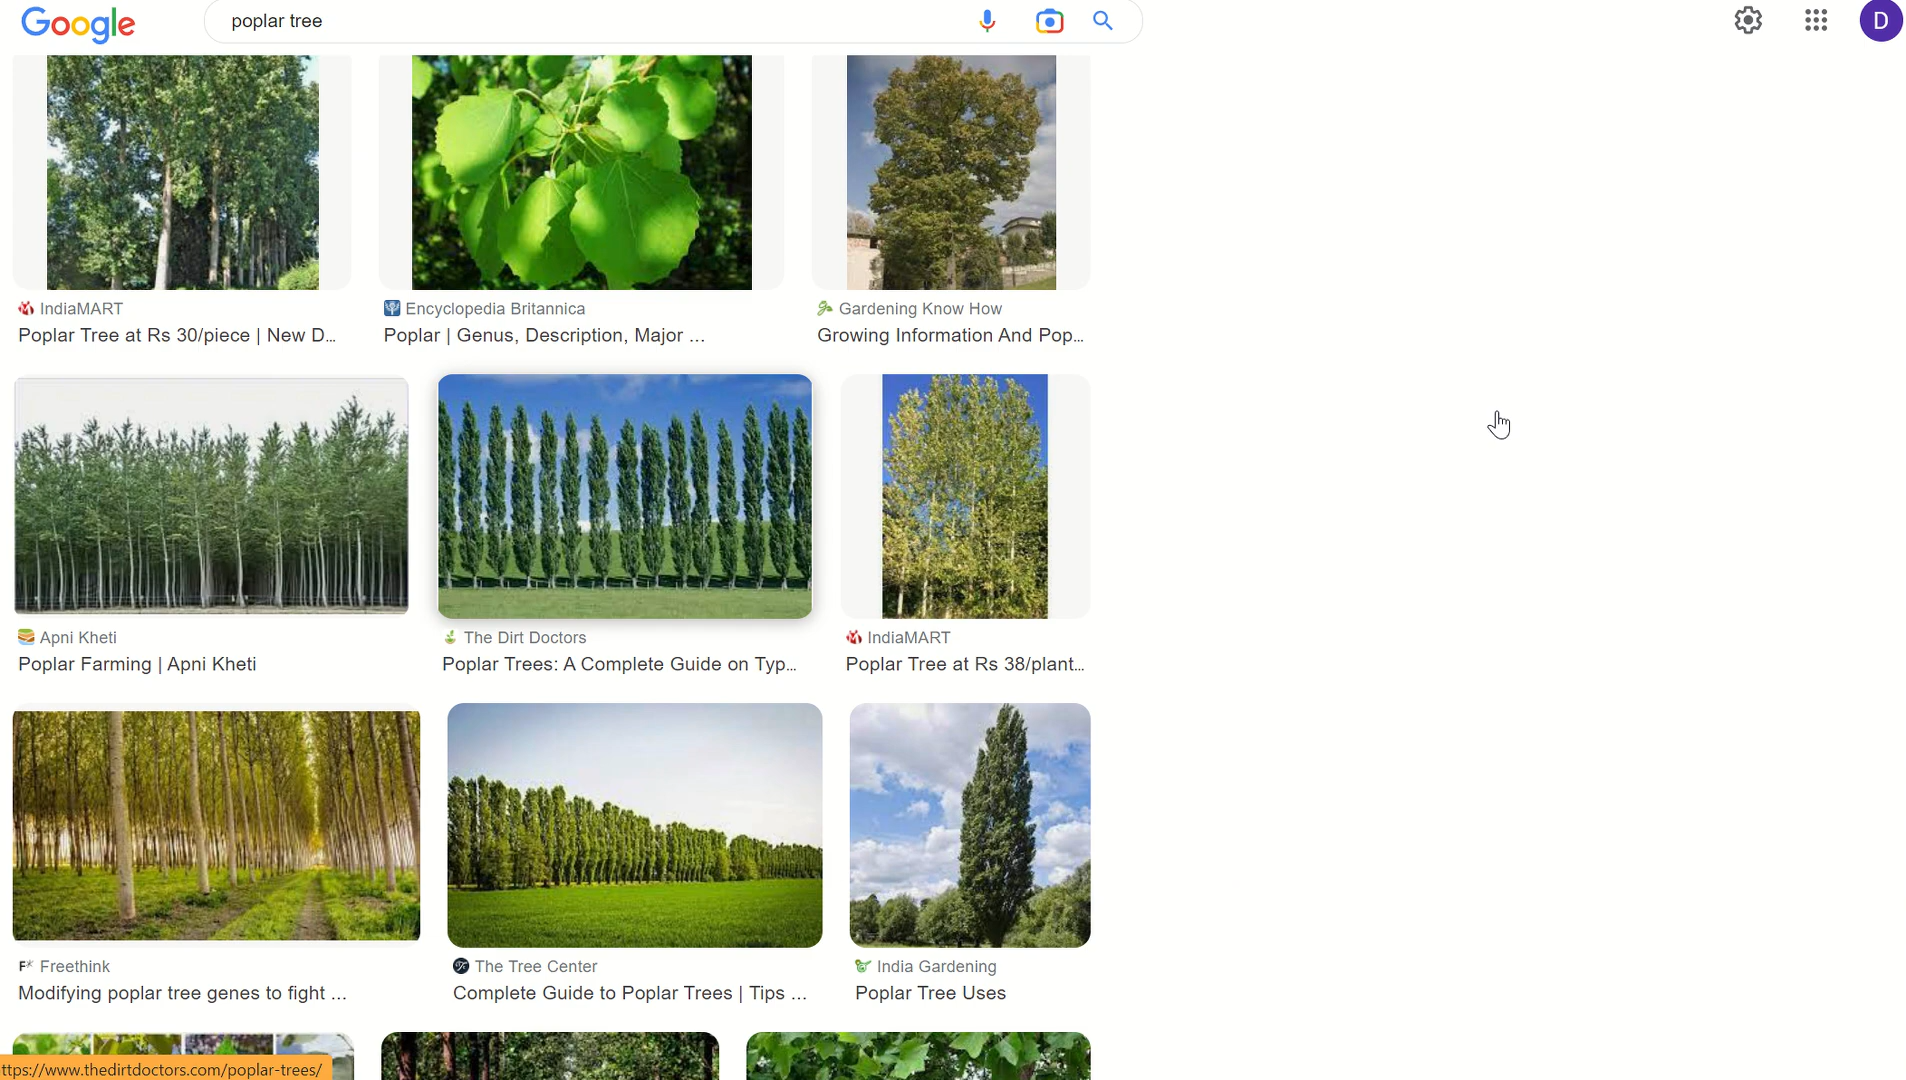 Google
poplar tree
D
IndiaMART
Poplar Tree at Rs 30/piece | New D...
Encyclopedia Britannica
Poplar | Genus, Description, Major ...
Gardening Know How
Growing Information And Pop...
Apni Kheti
Poplar Farming | Apni Kheti
The Dirt Doctors
Poplar Trees: A Complete Guide on Typ...
IndiaMART
Poplar Tree at Rs 38/plant...
Freethink
Modifying poplar tree genes to fight ...
The Tree Center
Complete Guide to Poplar Trees | Tips ...
India Gardening
Poplar Tree Uses
ttps://www.thedirtdoctors.com/poplar-trees/